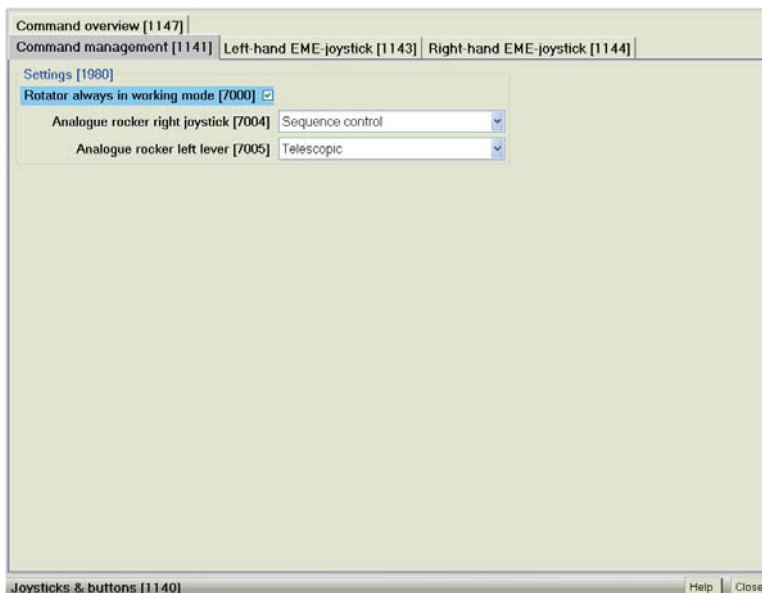 Command overview [1147]
Command management [1141] Left-hand EME-joystick [1143] Right-hand EME-joystick [1144]
Settings [1980]
Rotator always in working mode [7000]
Analogue rocker right joystick [7004] Sequence control
Analogue rocker left lever [7005] Telescopic
Joysticks & buttons [1140] Help Close